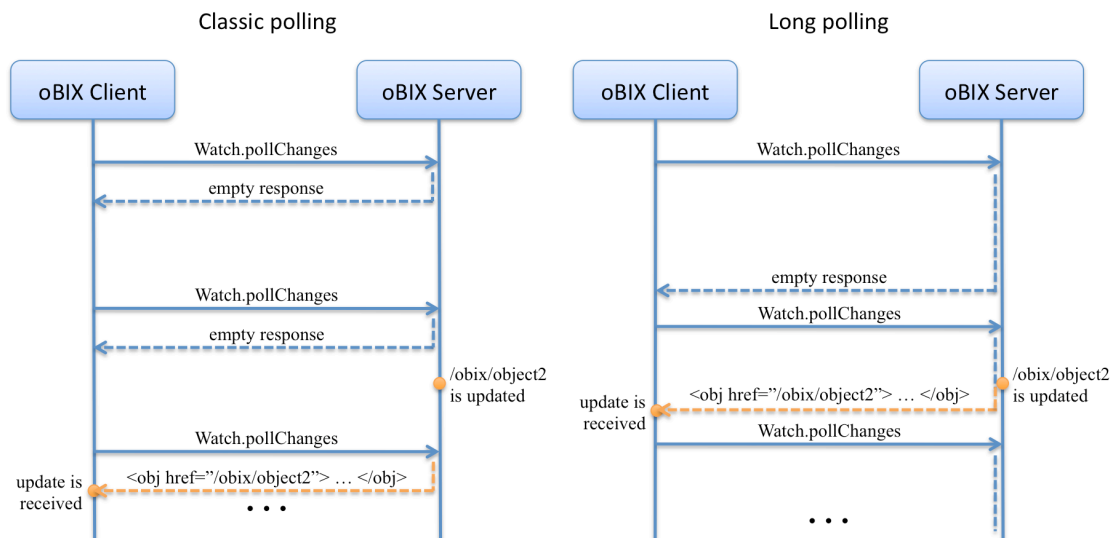 Classic polling
oBIX Client
oBIX Server
Watch.pollChanges
empty response
Watch.pollChanges
empty response
/obix/object2
is updated
Watch.pollChanges
<obj href=”/obix/object2”> … </obj>
update is
received
• • •
Long polling
oBIX Client
oBIX Server
Watch.pollChanges
empty response
Watch.pollChanges
/obix/object2
is updated
<obj href=”/obix/object2”> … </obj>
update is
received
Watch.pollChanges
• • •